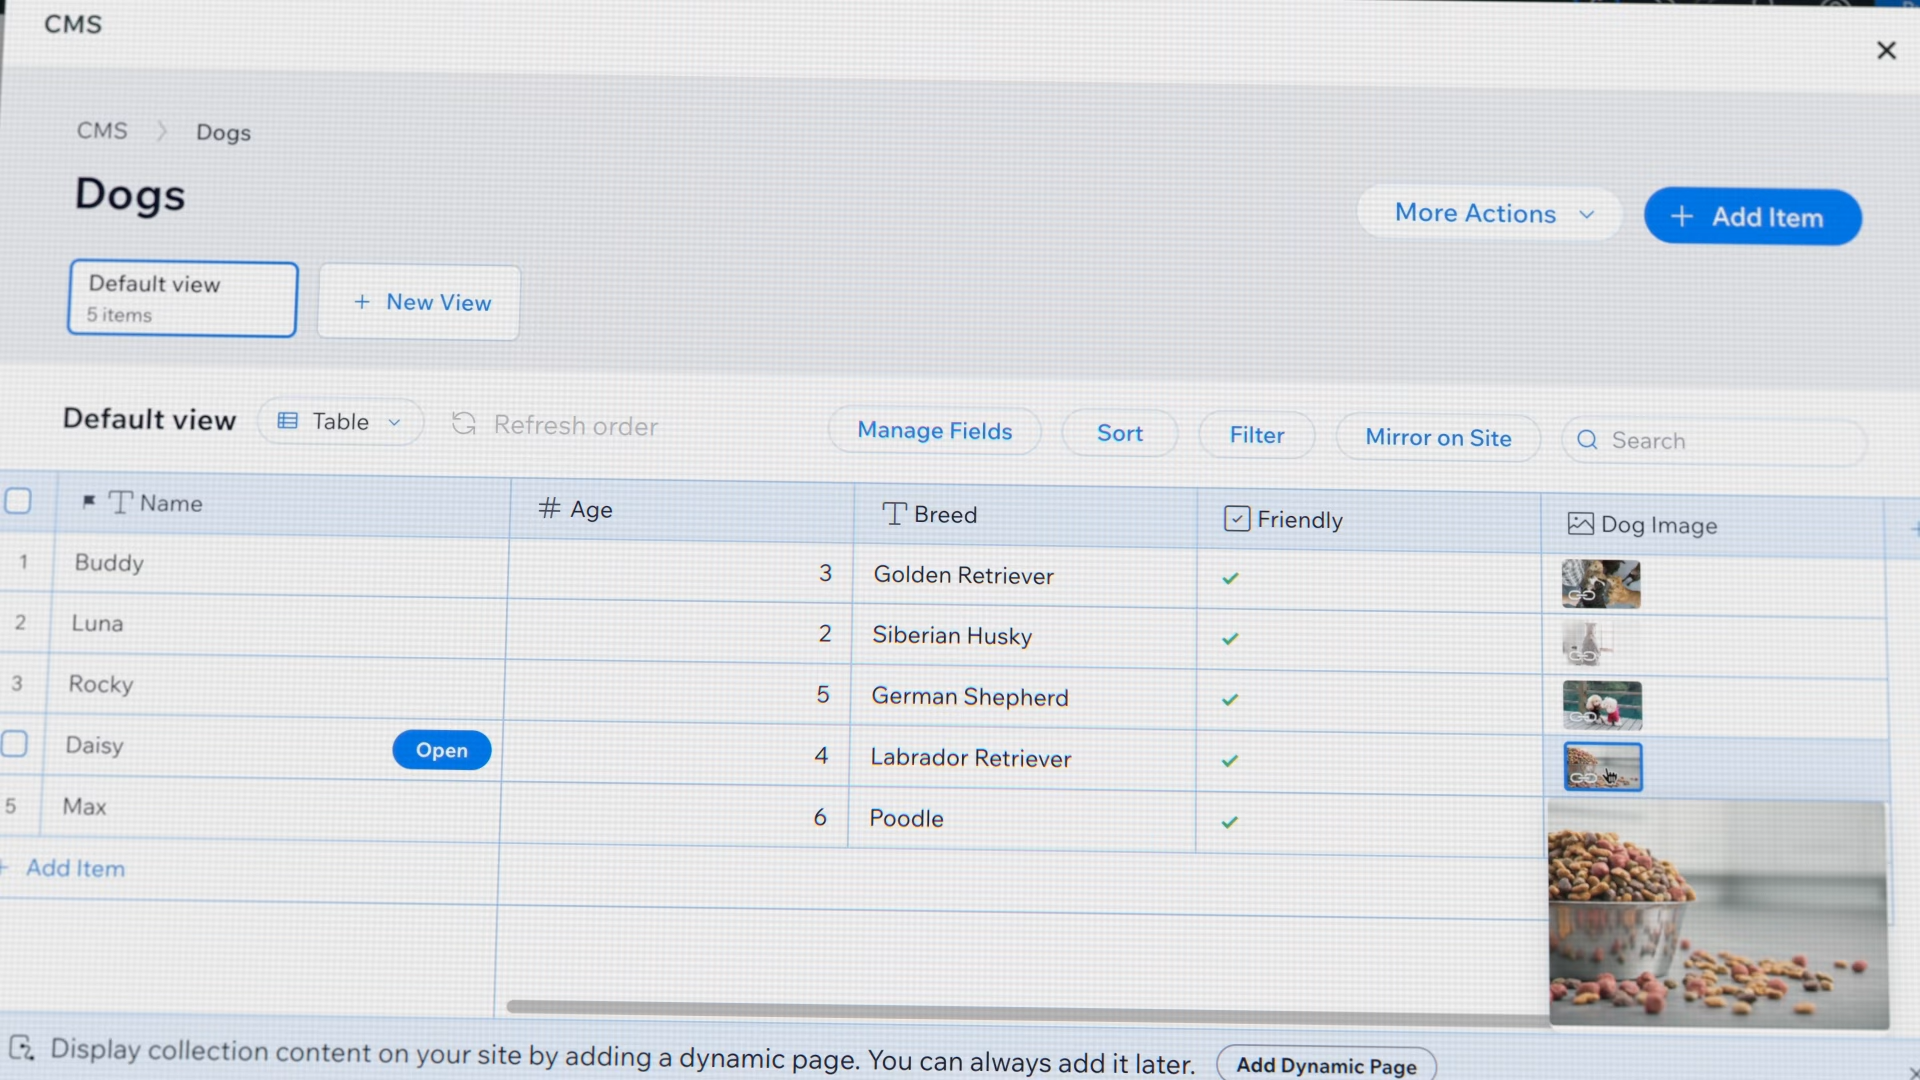 CMS
CMS
Dogs
Dogs
More Actions
+ Add Item
Default view
5 items
+ New View
Default view
Table
Refresh order
Manage Fields
Sort
Filter
Mirror on Site
Search
Name
# Age
Breed
Friendly
Dog Image
1 Buddy 3 Golden Retriever
2 Luna 2 Siberian Husky
3 Rocky 5 German Shepherd
Daisy Open 4 Labrador Retriever
5 Max 6 Poodle
+ Add Item
Display collection content on your site by adding a dynamic page. You can always add it later.
Add Dynamic Page